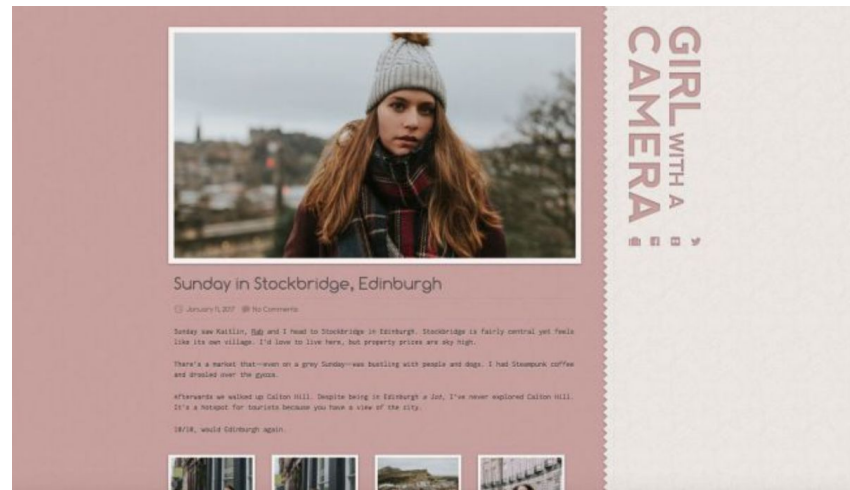 GIRL WITH A
CAMERA
Sunday in Stockbridge, Edinburgh
January 11, 2017 No Comments
Sunday saw Kaitlin, Rab and I head to Stockbridge in Edinburgh. Stockbridge is fairly central yet feels
like its own village. I'd love to live here, but property prices are sky high.
There's a market that—even on a grey Sunday—was bustling with people and dogs. I had Steampunk coffee
and drooled over the gyoza.
Afterwards we walked up Calton Hill. Despite being in Edinburgh a lot, I've never explored Calton Hill.
It's a hotspot for tourists because you have a view of the city.
10/10, would Edinburgh again.